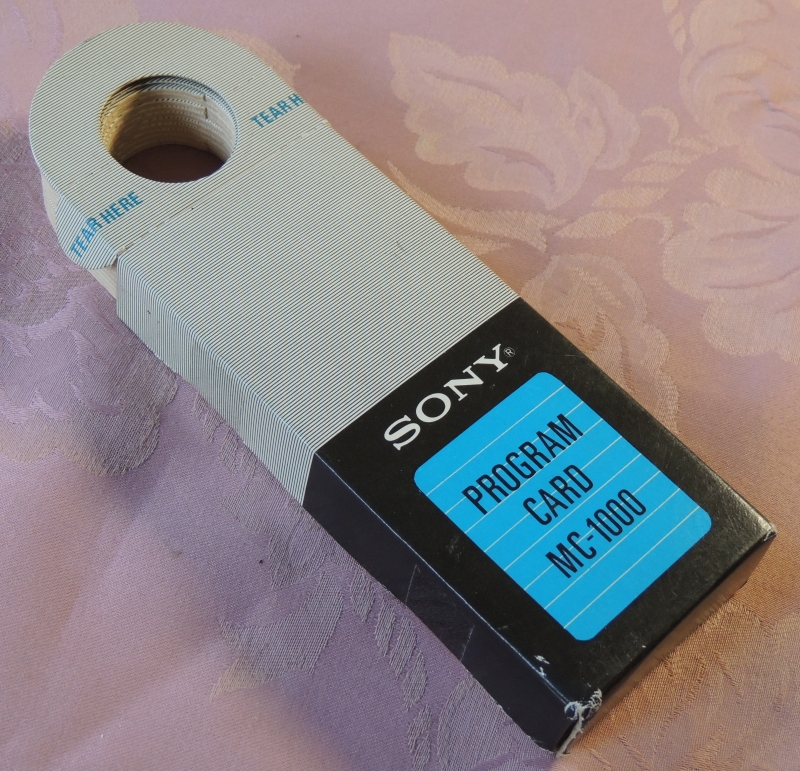 TEAR HERE
TEAR H
SONY®
PROGRAM
CARD
MC-1000